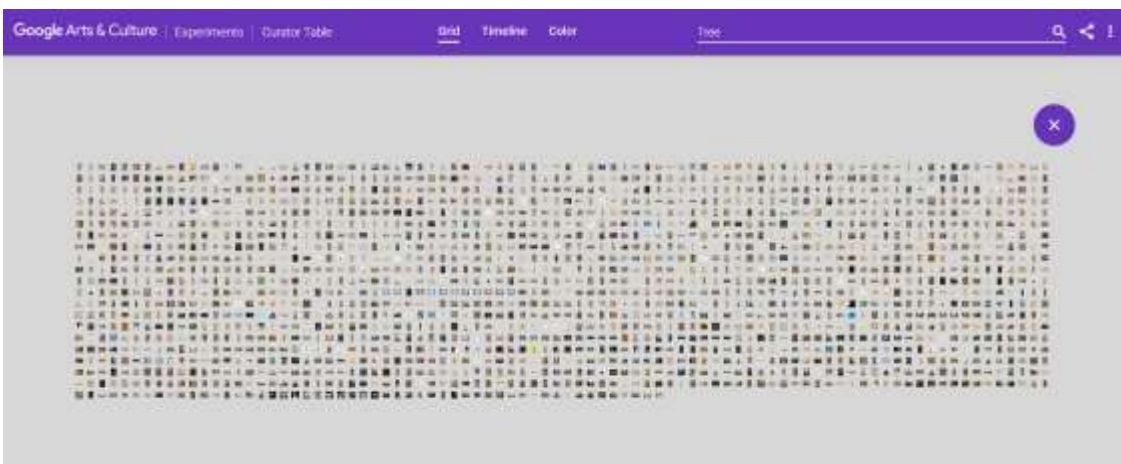 Google Arts & Culture | Experiments | Curator Table
Grid Timeline Color
Tree